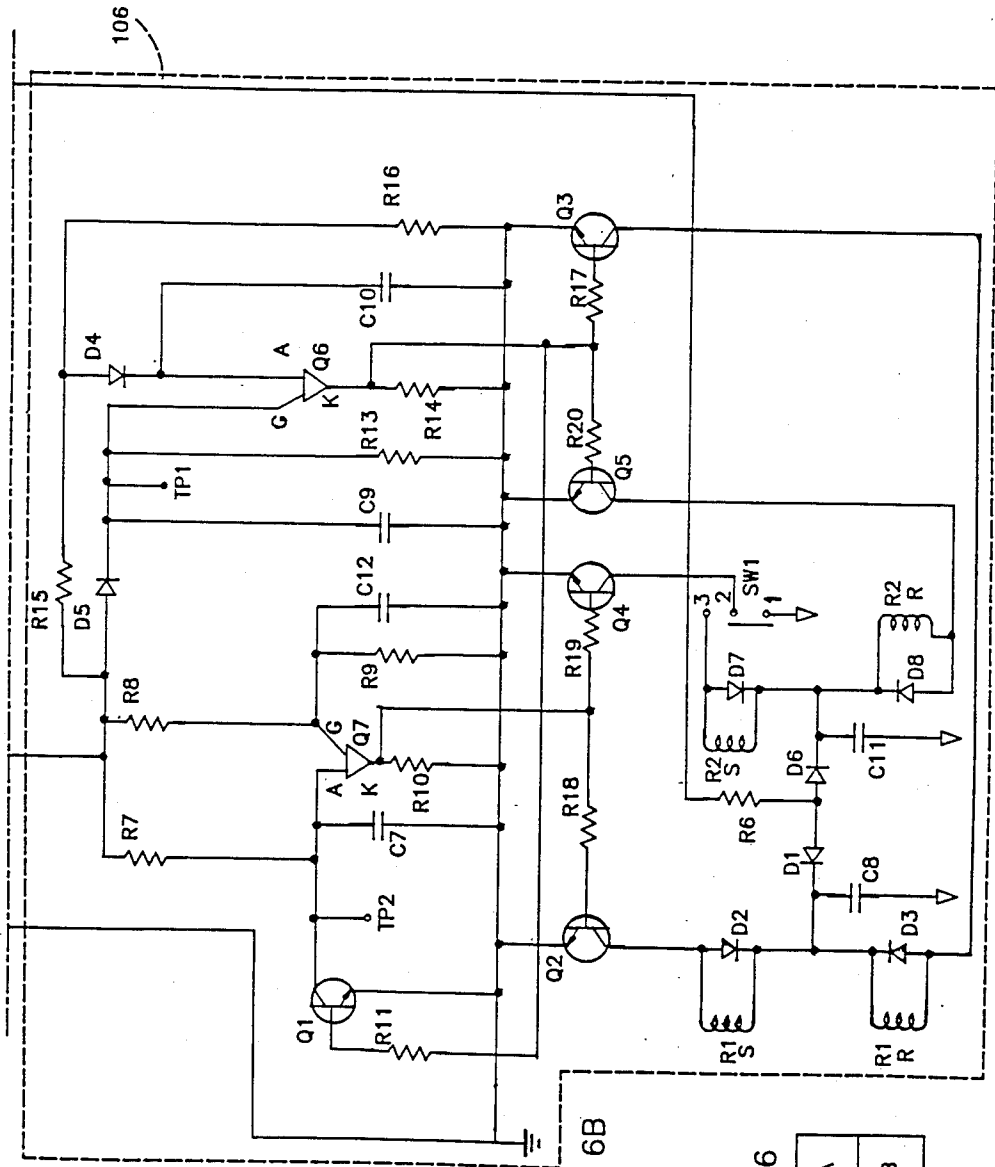 106
R16
D4
C10
A
Q6
K
G
R14
R13
TP1
C9
R15
D5
C12
R9
R8
G
Q7
A
K
R10
C7
R7
TP2
Q1
R11
Q3
R17
R20
Q5
Q4
R19
R18
Q2
3
2
1
SW1
R2
R
D8
D7
R2
S
D6
C11
R6
D1
C8
D2
D3
R1
S
R1
R
6B
6
A
B